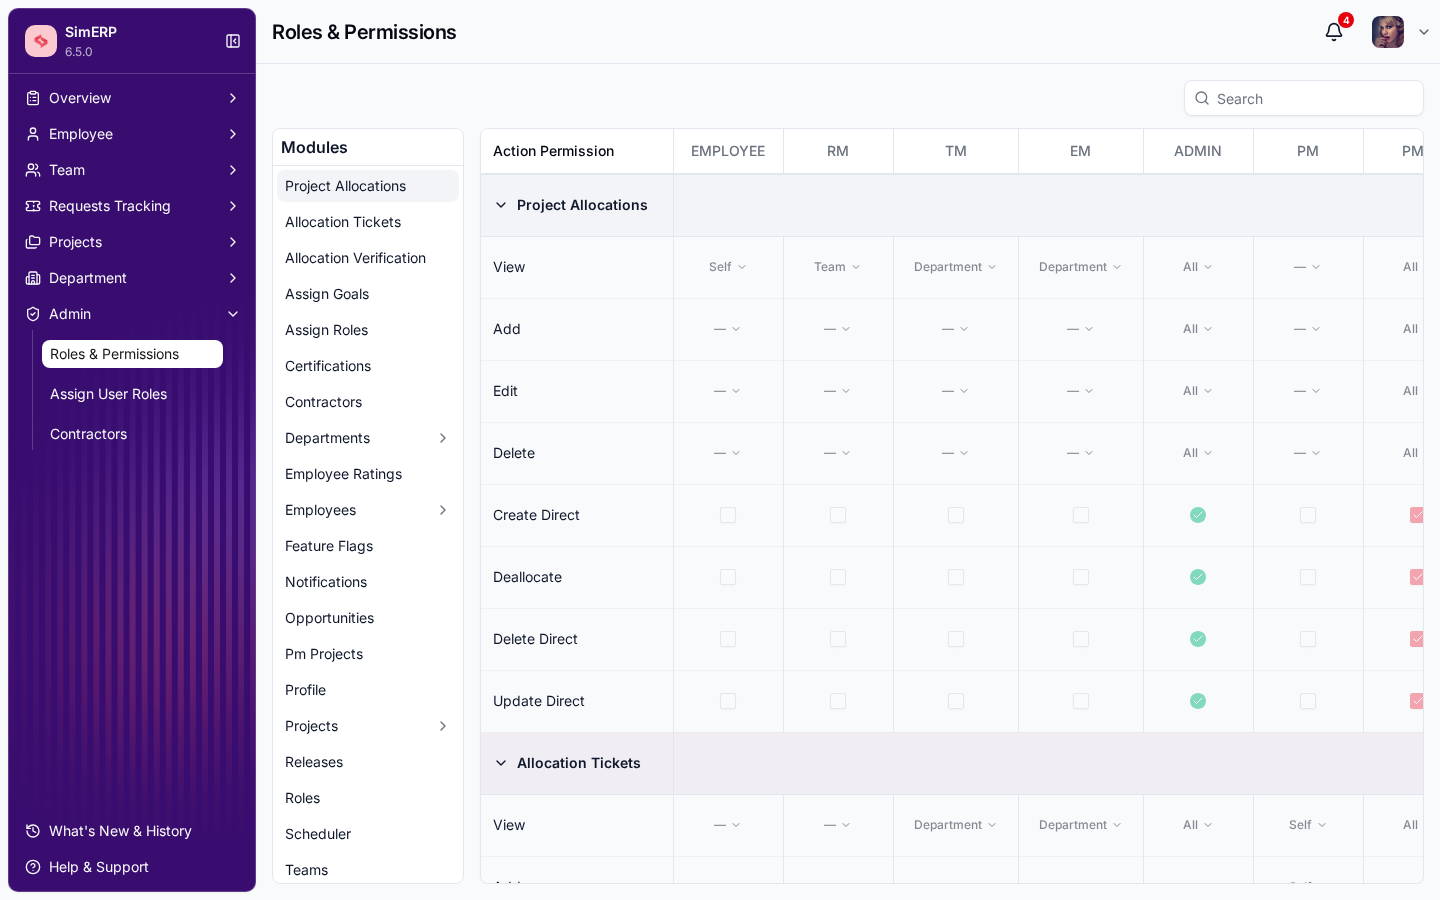 SimERP
6.5.0
Overview
Employee
Team
Requests Tracking
Projects
Department
Admin
Roles & Permissions
Assign User Roles
Contractors
What's New & History
Help & Support
Roles & Permissions
4
Search
Modules
Project Allocations
Allocation Tickets
Allocation Verification
Assign Goals
Assign Roles
Certifications
Contractors
Departments
Employee Ratings
Employees
Feature Flags
Notifications
Opportunities
Pm Projects
Profile
Projects
Releases
Roles
Scheduler
Teams
Action Permission EMPLOYEE RM TM EM ADMIN PM PM
Project Allocations
View Self Team Department Department All — All
Add — — — — All — All
Edit — — — — All — All
Delete — — — — All — All
Create Direct
Deallocate
Delete Direct
Update Direct
Allocation Tickets
View — — Department Department All Self All